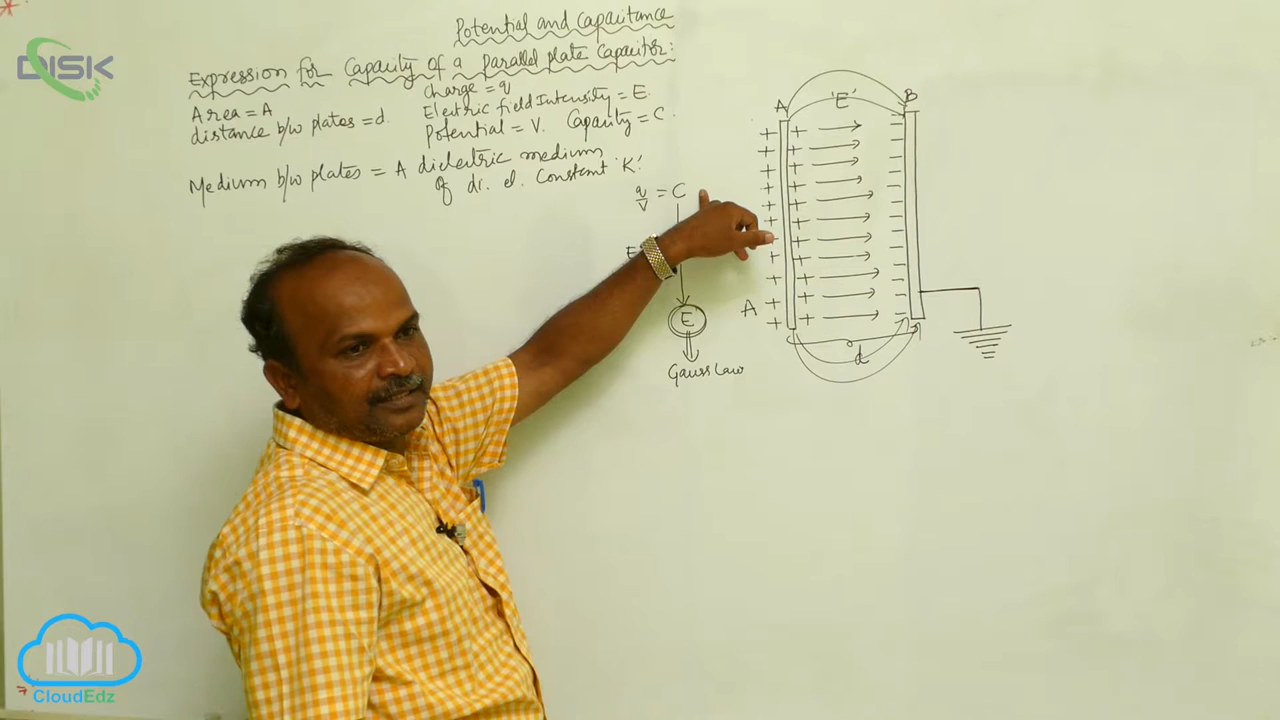 DISK
Potential and Capacitance
Expression for Capacity of a parallel plate Capacitor:
Area = A
charge = q
distance b/w plates = d.
Electric field Intensity = E.
Potential = V. Capacity = C.
Medium b/w plates = A dielectric medium
of di. el. Constant 'K'.
q/V = C
E
E
Gauss Law
A
'E'
B
A
d
CloudEdz